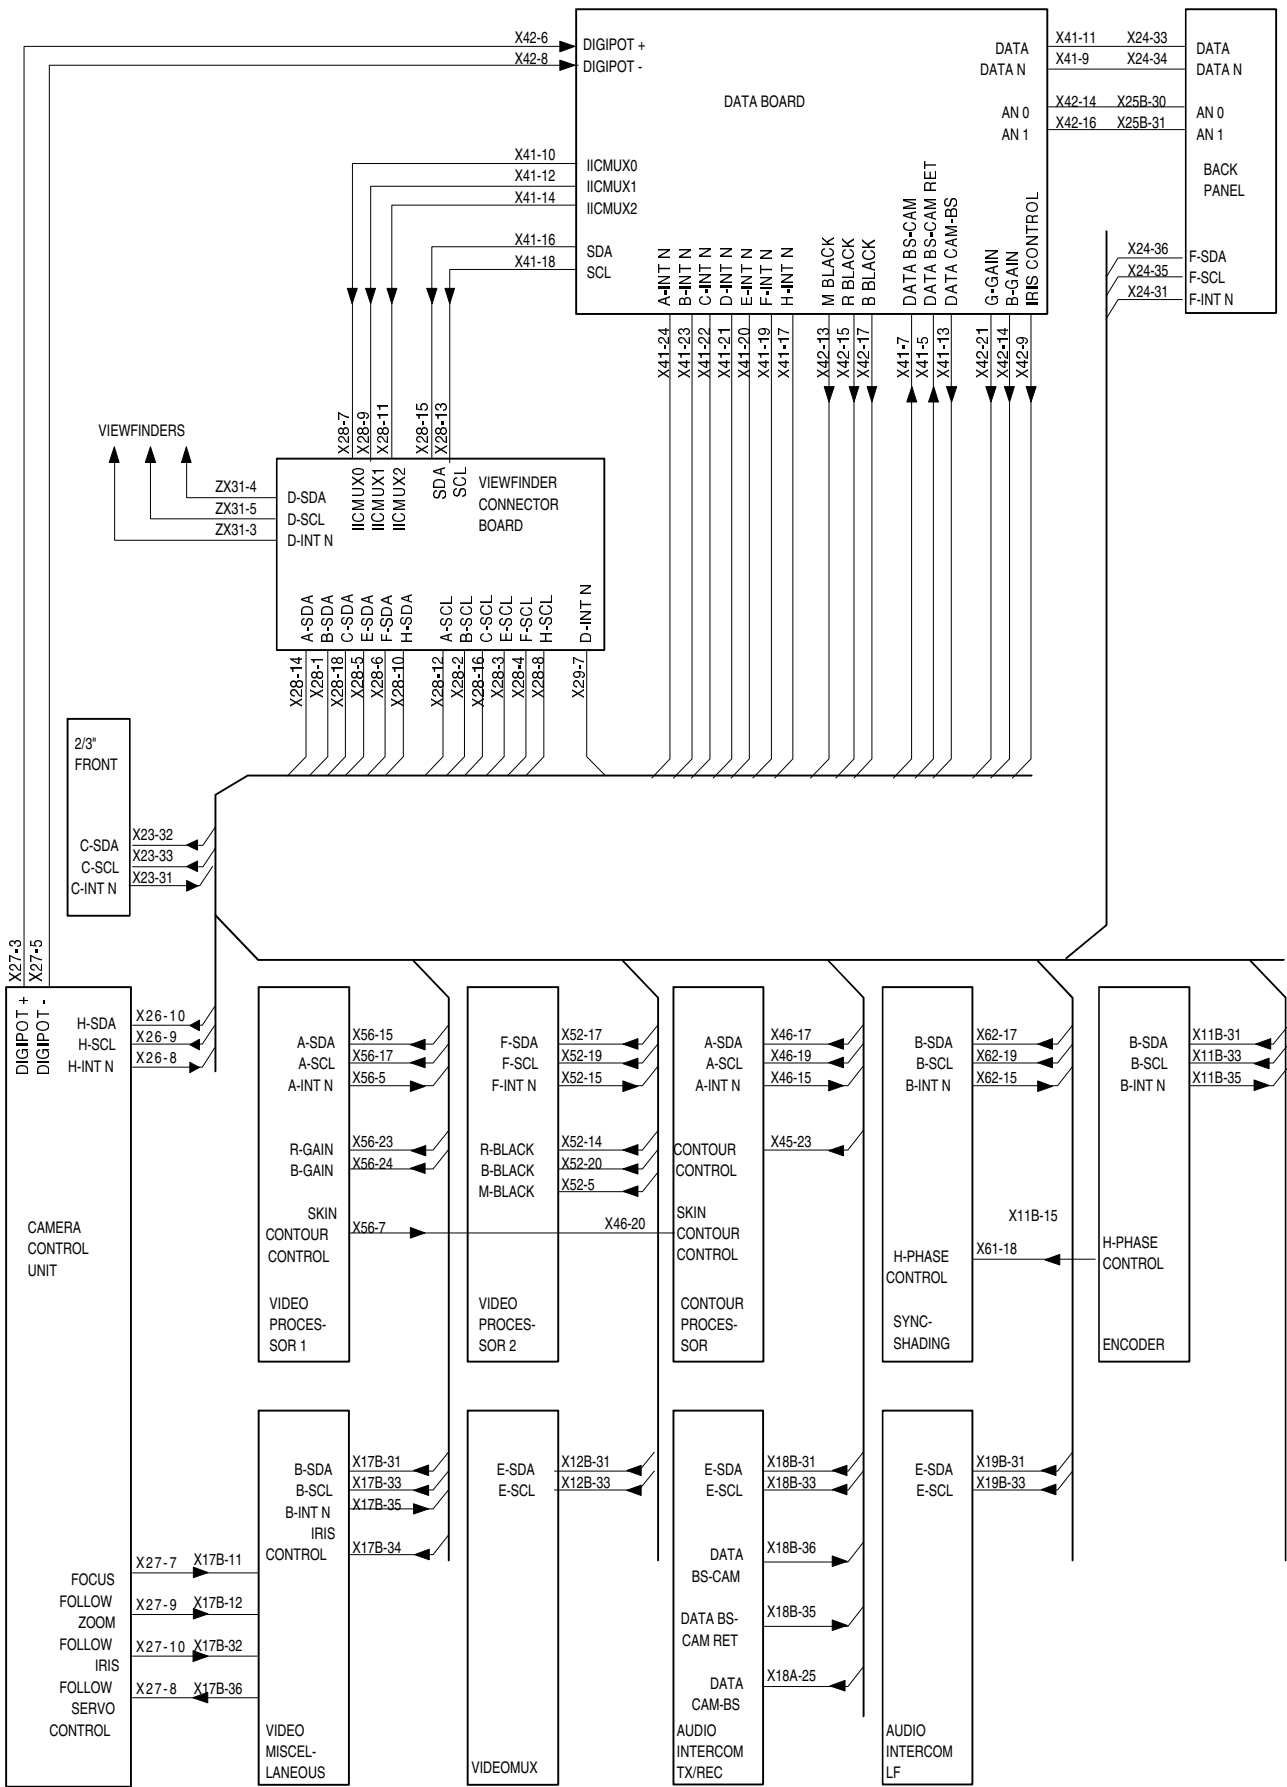 X42-6
X42-8
DIGIPOT +
DIGIPOT -
DATA BOARD
DATA
DATA N
AN 0
AN 1
X41-11
X41-9
X42-14
X42-16
X24-33
X24-34
X25B-30
X25B-31
DATA
DATA N
AN 0
AN 1
BACK
PANEL
X24-36
X24-35
X24-31
F-SDA
F-SCL
F-INT N
X41-10
X41-12
X41-14
X41-16
X41-18
IICMUX0
IICMUX1
IICMUX2
SDA
SCL
A-INT N
B-INT N
C-INT N
D-INT N
E-INT N
F-INT N
H-INT N
M BLACK
R BLACK
B BLACK
DATA BS-CAM
DATA BS-CAM RET
DATA CAM-BS
G-GAIN
B-GAIN
IRIS CONTROL
X41-24
X41-23
X41-22
X41-21
X41-20
X41-19
X41-17
X42-13
X42-15
X42-17
X41-7
X41-5
X41-13
X42-21
X42-14
X42-9
X28-7
X28-9
X28-11
X28-15
X28-13
VIEWFINDERS
ZX31-4
ZX31-5
ZX31-3
D-SDA
D-SCL
D-INT N
IICMUX0
IICMUX1
IICMUX2
SDA
SCL
VIEWFINDER
CONNECTOR
BOARD
A-SDA
B-SDA
C-SDA
E-SDA
F-SDA
H-SDA
A-SCL
B-SCL
C-SCL
E-SCL
F-SCL
H-SCL
D-INT N
X28-14
X28-1
X28-18
X28-5
X28-6
X28-10
X28-12
X28-2
X28-16
X28-3
X28-4
X28-8
X29-7
2/3"
FRONT
C-SDA
C-SCL
C-INT N
X23-32
X23-33
X23-31
X27-3
X27-5
DIGIPOT +
DIGIPOT -
H-SDA
H-SCL
H-INT N
X26-10
X26-9
X26-8
CAMERA
CONTROL
UNIT
FOCUS
FOLLOW
ZOOM
FOLLOW
IRIS
FOLLOW
SERVO
CONTROL
X27-7
X27-9
X27-10
X27-8
X17B-11
X17B-12
X17B-32
X17B-36
A-SDA
A-SCL
A-INT N
R-GAIN
B-GAIN
SKIN
CONTOUR
CONTROL
VIDEO
PROCES-
SOR 1
X56-15
X56-17
X56-5
X56-23
X56-24
X56-7
F-SDA
F-SCL
F-INT N
R-BLACK
B-BLACK
M-BLACK
VIDEO
PROCES-
SOR 2
X52-17
X52-19
X52-15
X52-14
X52-20
X52-5
X46-20
A-SDA
A-SCL
A-INT N
CONTOUR
CONTROL
SKIN
CONTOUR
CONTROL
CONTOUR
PROCES-
SOR
X46-17
X46-19
X46-15
X45-23
B-SDA
B-SCL
B-INT N
H-PHASE
CONTROL
SYNC-
SHADING
X62-17
X62-19
X62-15
X11B-15
X61-18
B-SDA
B-SCL
B-INT N
H-PHASE
CONTROL
ENCODER
X11B-31
X11B-33
X11B-35
B-SDA
B-SCL
B-INT N
IRIS
CONTROL
VIDEO
MISCEL-
LANEOUS
X17B-31
X17B-33
X17B-35
X17B-34
E-SDA
E-SCL
VIDEOMUX
X12B-31
X12B-33
E-SDA
E-SCL
DATA
BS-CAM
DATA BS-
CAM RET
DATA
CAM-BS
AUDIO
INTERCOM
TX/REC
X18B-31
X18B-33
X18B-36
X18B-35
X18A-25
E-SDA
E-SCL
AUDIO
INTERCOM
LF
X19B-31
X19B-33